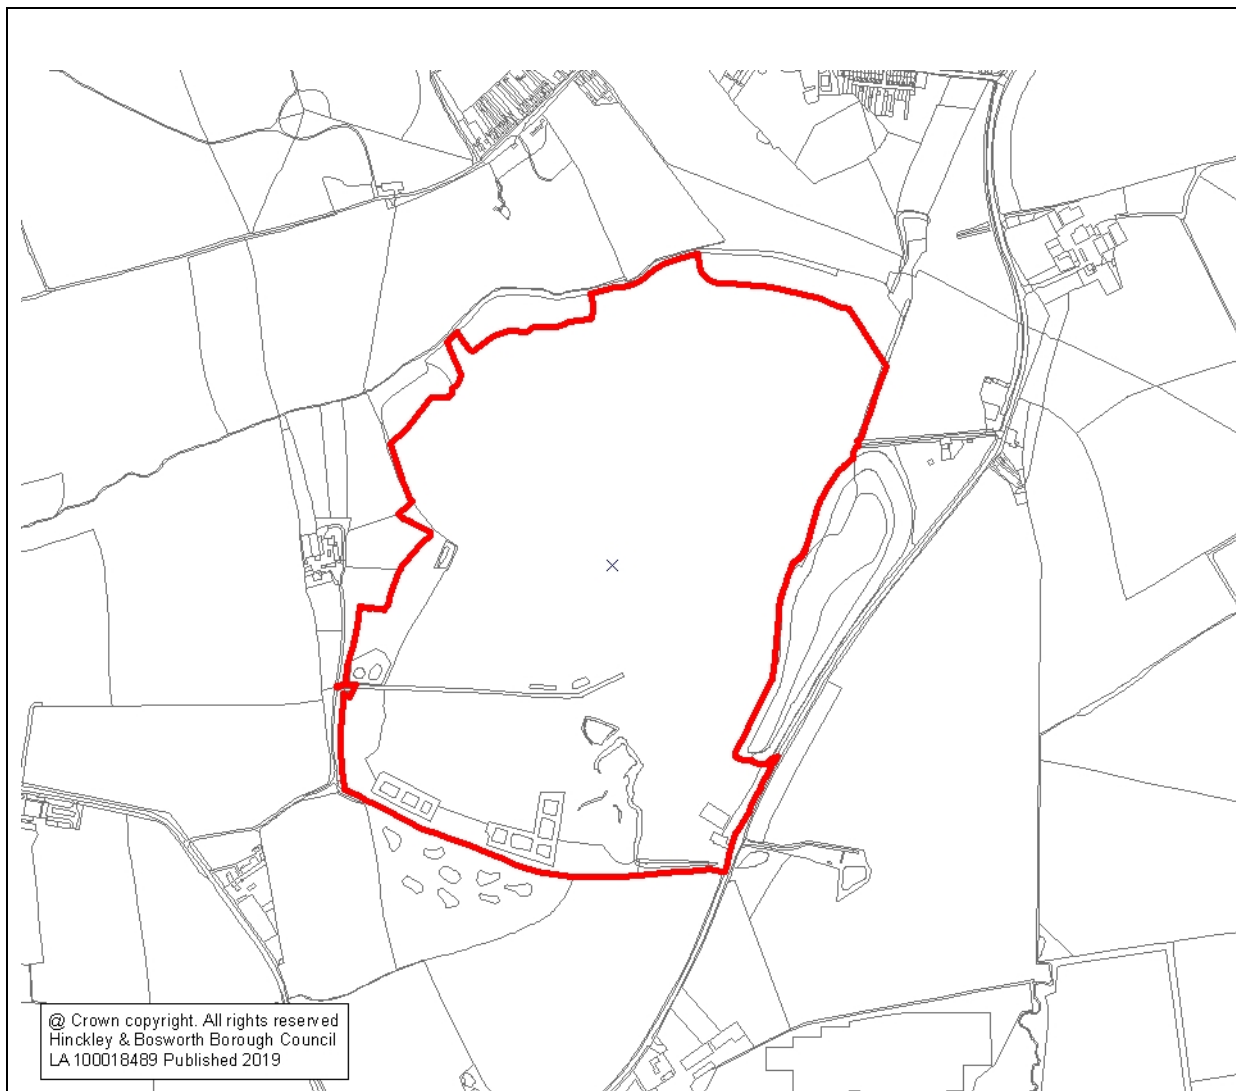 @ Crown copyright. All rights reserved
Hinckley & Bosworth Borough Council
LA 100018489 Published 2019